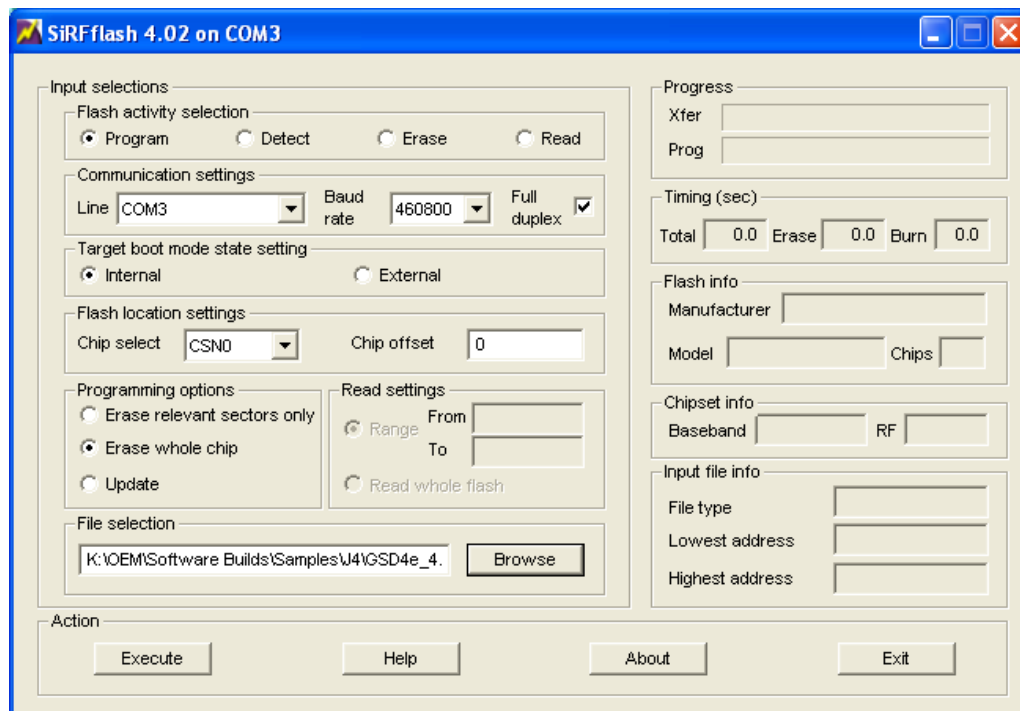 SiRFflash 4.02 on COM3
Input selections
Flash activity selection
Program Detect Erase Read
Communication settings
Line COM3 Baud rate 460800 Full duplex
Target boot mode state setting
Internal External
Flash location settings
Chip select CSN0 Chip offset 0
Programming options
Erase relevant sectors only
Erase whole chip
Update
Read settings
Range From
To
Read whole flash
File selection
K:\OEM\Software Builds\Samples\J4\GSD4e_4. Browse
Progress
Xfer
Prog
Timing (sec)
Total 0.0 Erase 0.0 Burn 0.0
Flash info
Manufacturer
Model Chips
Chipset info
Baseband RF
Input file info
File type
Lowest address
Highest address
Action
Execute Help About Exit